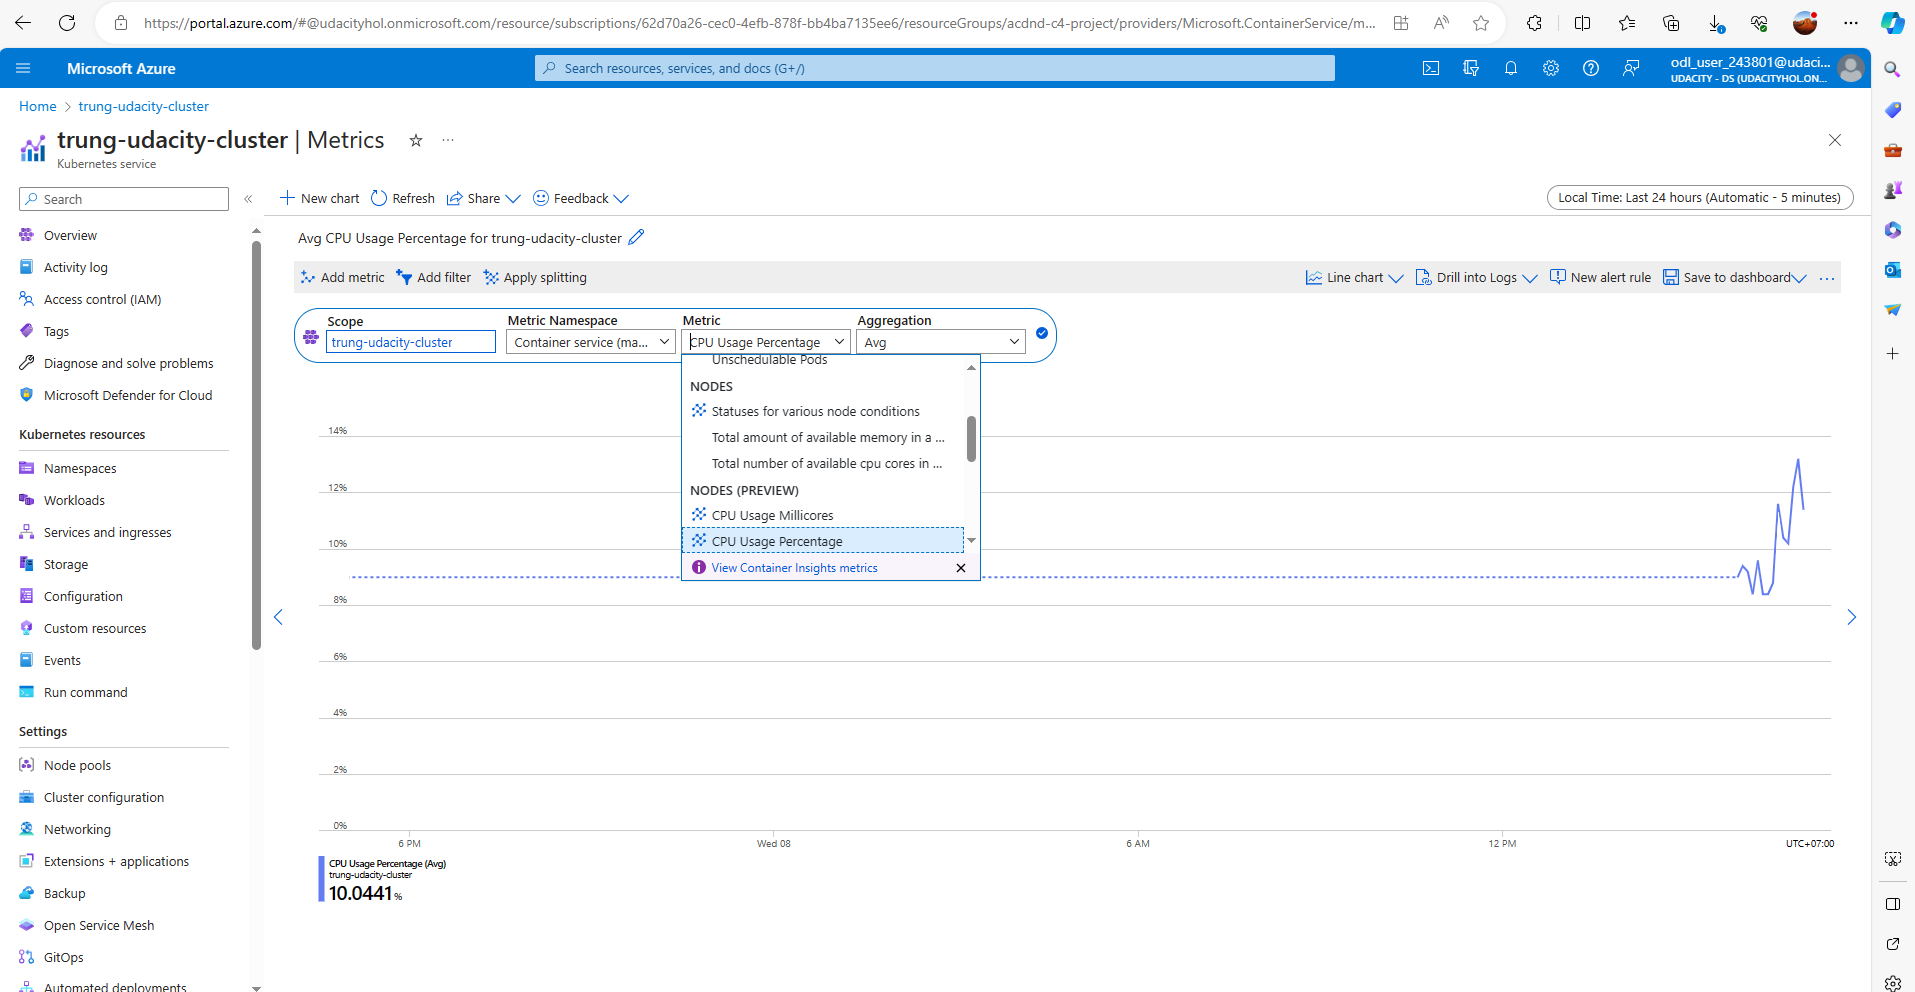 https://portal.azure.com/#@udacityhol.onmicrosoft.com/resource/subscriptions/62d70a26-cec0-4efb-878f-bb4ba7135ee6/resourceGroups/acdnd-c4-project/providers/Microsoft.ContainerService/m...
Microsoft Azure
Search resources, services, and docs (G+/)
odl_user_243801@udaci...
UDACITY - DS (UDACITYHOL.ON...
Home
trung-udacity-cluster
trung-udacity-cluster | Metrics
Kubernetes service
Search
New chart
Refresh
Share
Feedback
Local Time: Last 24 hours (Automatic - 5 minutes)
Overview
Activity log
Access control (IAM)
Tags
Diagnose and solve problems
Microsoft Defender for Cloud
Kubernetes resources
Namespaces
Workloads
Services and ingresses
Storage
Configuration
Custom resources
Events
Run command
Settings
Node pools
Cluster configuration
Networking
Extensions + applications
Backup
Open Service Mesh
GitOps
Automated deployments
Avg CPU Usage Percentage for trung-udacity-cluster
Add metric
Add filter
Apply splitting
Line chart
Drill into Logs
New alert rule
Save to dashboard
Scope
trung-udacity-cluster
Metric Namespace
Container service (ma...
Metric
CPU Usage Percentage
Aggregation
Avg
Unschedulable Pods
NODES
Statuses for various node conditions
Total amount of available memory in a ...
Total number of available cpu cores in ...
NODES (PREVIEW)
CPU Usage Millicores
CPU Usage Percentage
View Container Insights metrics
14%
12%
10%
8%
6%
4%
2%
0%
6 PM
Wed 08
6 AM
12 PM
UTC+07:00
CPU Usage Percentage (Avg)
trung-udacity-cluster
10.0441 %